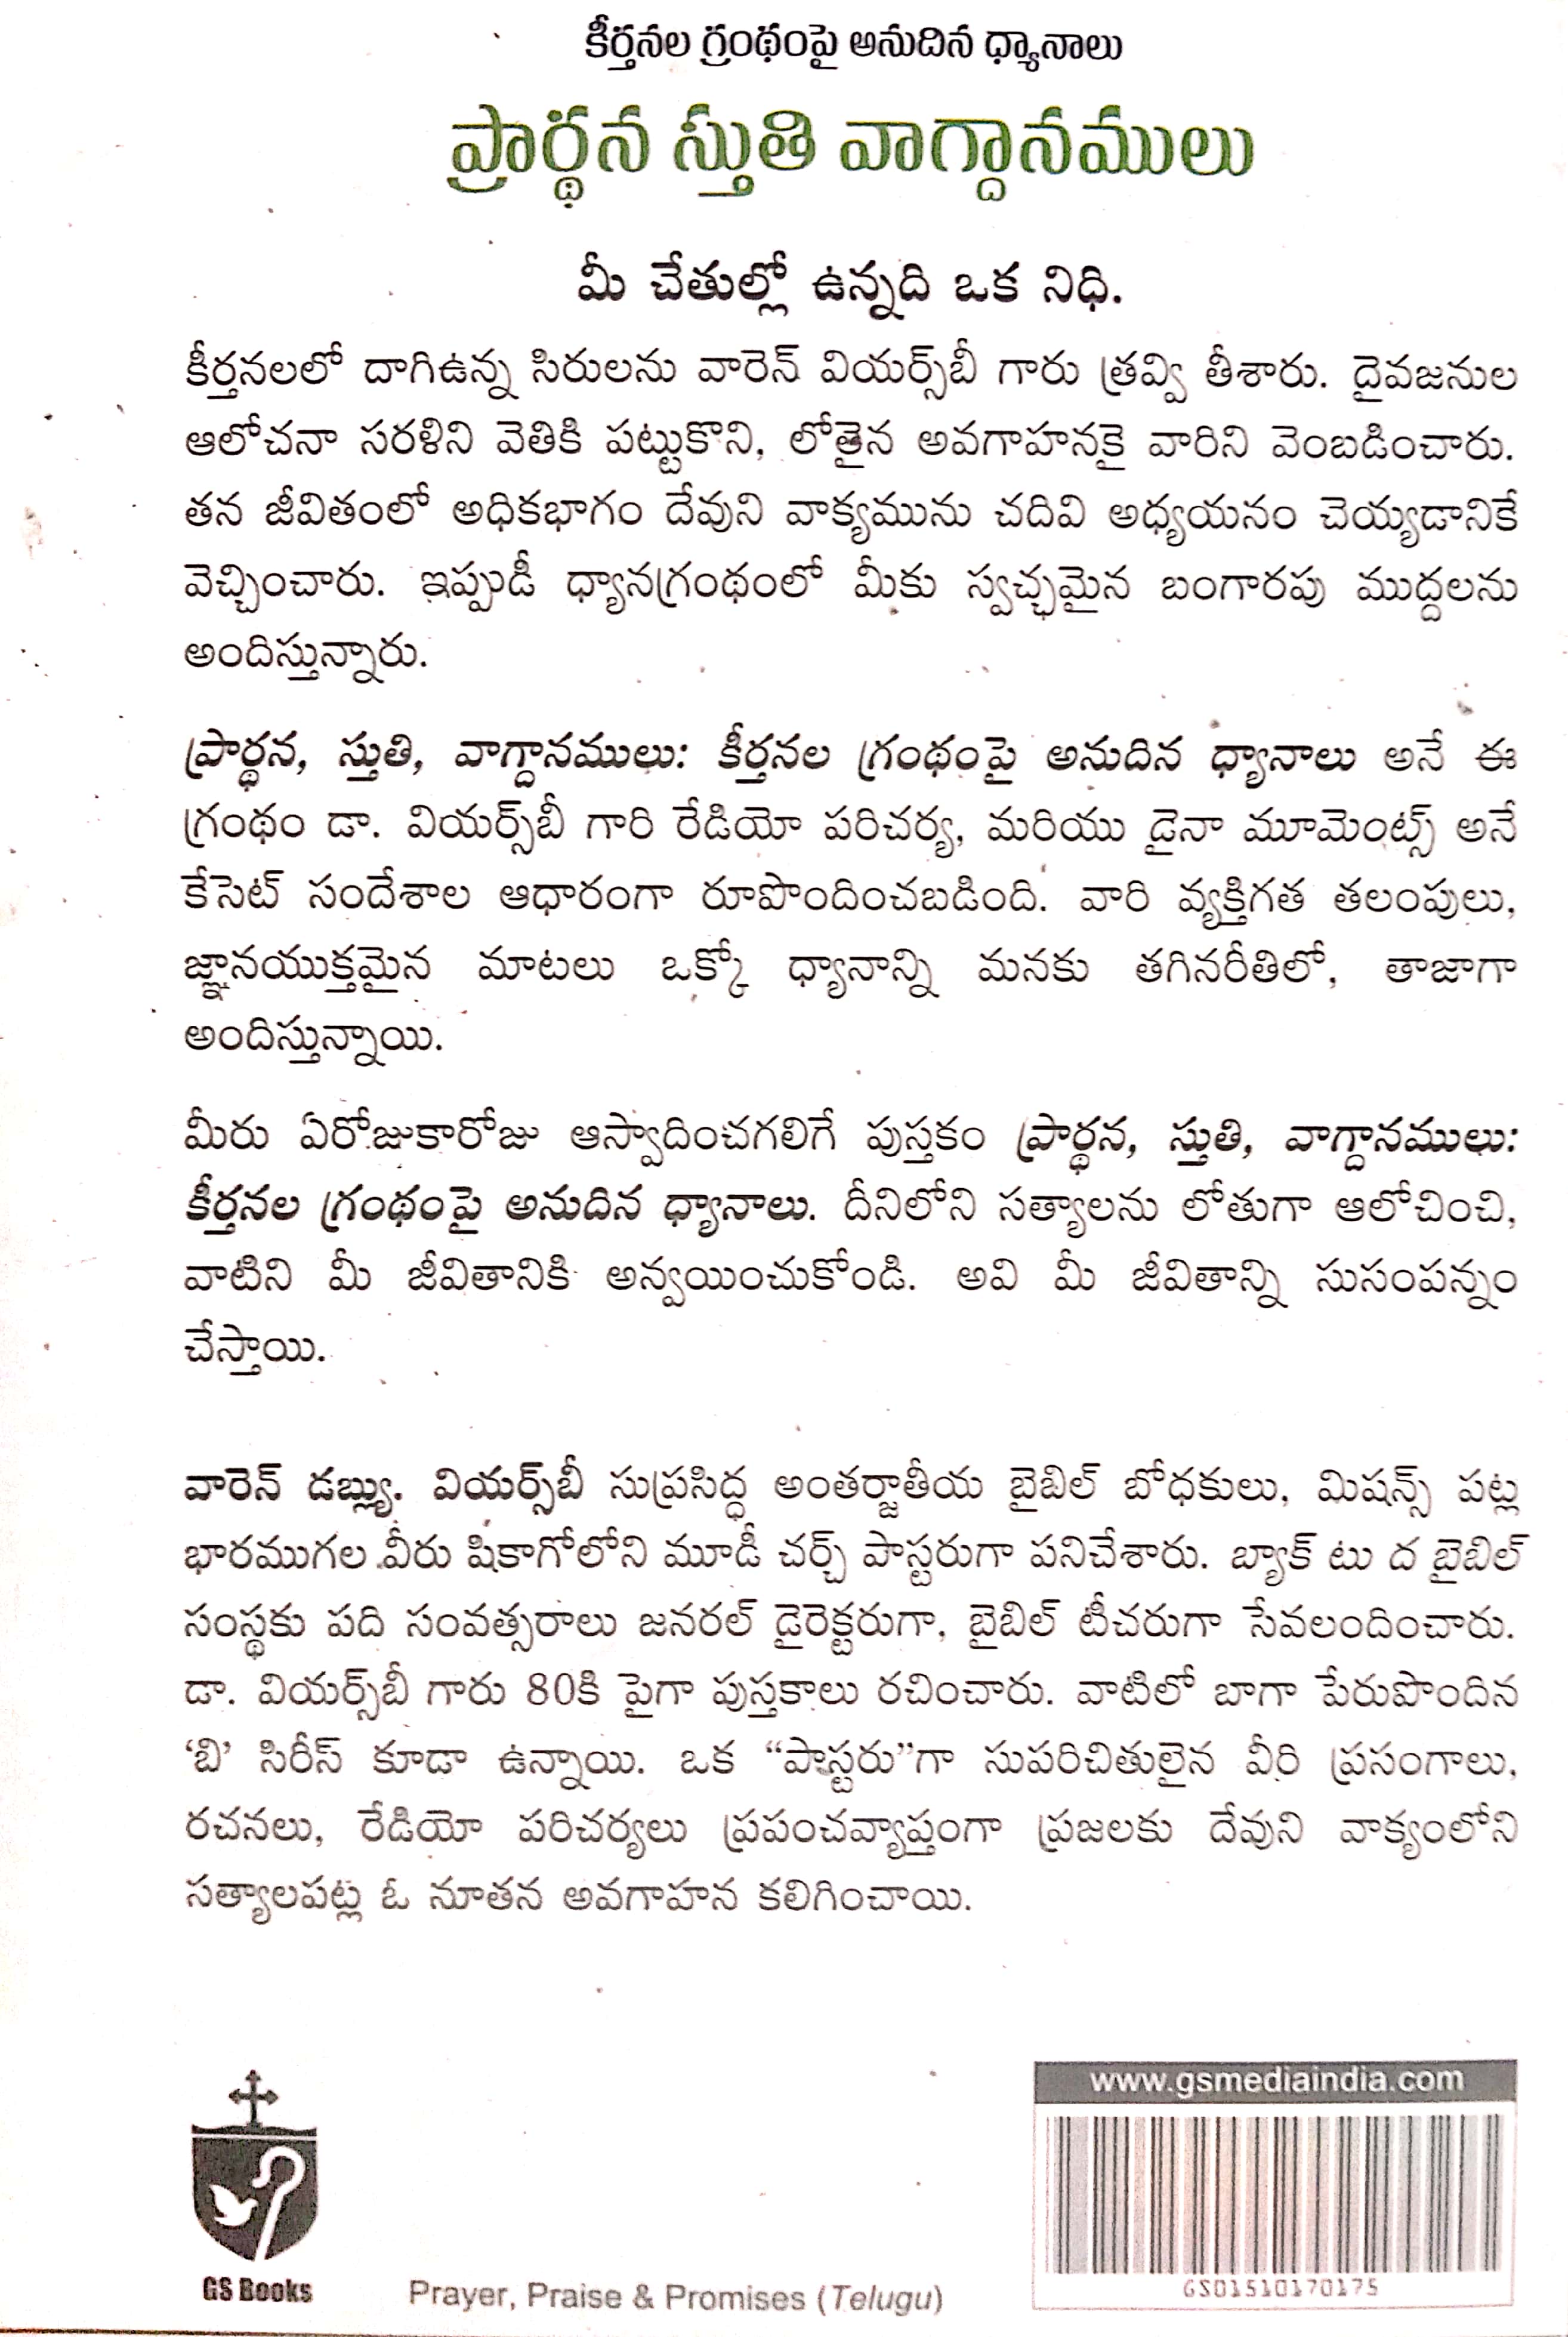 కీర్తనల గ్రంథంపై అనుదిన ధ్యానాలు
ప్రార్థన స్తుతి వాగ్దానములు
మీ చేతుల్లో ఉన్నది ఒక నిధి.
కీర్తనలలో దాగిఉన్న సిరులను వారెన్ వియర్స్‌బీ గారు త్రవ్వి తీశారు. దైవజనుల
ఆలోచనా సరళిని వెతికి పట్టుకొని, లోతైన అవగాహనకై వారిని వెంబడించారు.
తన జీవితంలో అధికభాగం దేవుని వాక్యమును చదివి అధ్యయనం చెయ్యడానికే
వెచ్చించారు. ఇప్పుడీ ధ్యానగ్రంథంలో మీకు స్వచ్ఛమైన బంగారపు ముద్దలను
అందిస్తున్నారు.
ప్రార్థన, స్తుతి, వాగ్దానములు: కీర్తనల గ్రంథంపై అనుదిన ధ్యానాలు అనే ఈ
గ్రంథం డా. వియర్స్‌బీ గారి రేడియో పరిచర్య, మరియు డైనా మూమెంట్స్ అనే
కేసెట్ సందేశాల ఆధారంగా రూపొందించబడింది. వారి వ్యక్తిగత తలంపులు,
జ్ఞానయుక్తమైన మాటలు ఒక్కో ధ్యానాన్ని మనకు తగినరీతిలో, తాజాగా
అందిస్తున్నాయి.
మీరు ఏరోజుకారోజు ఆస్వాదించగలిగే పుస్తకం ప్రార్థన, స్తుతి, వాగ్దానములు:
కీర్తనల గ్రంథంపై అనుదిన ధ్యానాలు. దీనిలోని సత్యాలను లోతుగా ఆలోచించి,
వాటిని మీ జీవితానికి అన్వయించుకోండి. అవి మీ జీవితాన్ని సుసంపన్నం
చేస్తాయి.
వారెన్ డబ్ల్యు. వియర్స్‌బీ సుప్రసిద్ధ అంతర్జాతీయ బైబిల్ బోధకులు, మిషన్స్ పట్ల
భారముగల వీరు షికాగోలోని మూడీ చర్చ్ పాస్టరుగా పనిచేశారు. బ్యాక్ టు ద బైబిల్
సంస్థకు పది సంవత్సరాలు జనరల్ డైరెక్టరుగా, బైబిల్ టీచరుగా సేవలందించారు.
డా. వియర్స్‌బీ గారు 80కి పైగా పుస్తకాలు రచించారు. వాటిలో బాగా పేరుపొందిన
‘బి’ సిరీస్ కూడా ఉన్నాయి. ఒక “పాస్టరు”గా సుపరిచితులైన వీరి ప్రసంగాలు,
రచనలు, రేడియో పరిచర్యలు ప్రపంచవ్యాప్తంగా ప్రజలకు దేవుని వాక్యంలోని
సత్యాలపట్ల ఓ నూతన అవగాహన కలిగించాయి.
www.gsmediaindia.com
GS01510170175
GS Books
Prayer, Praise & Promises (Telugu)